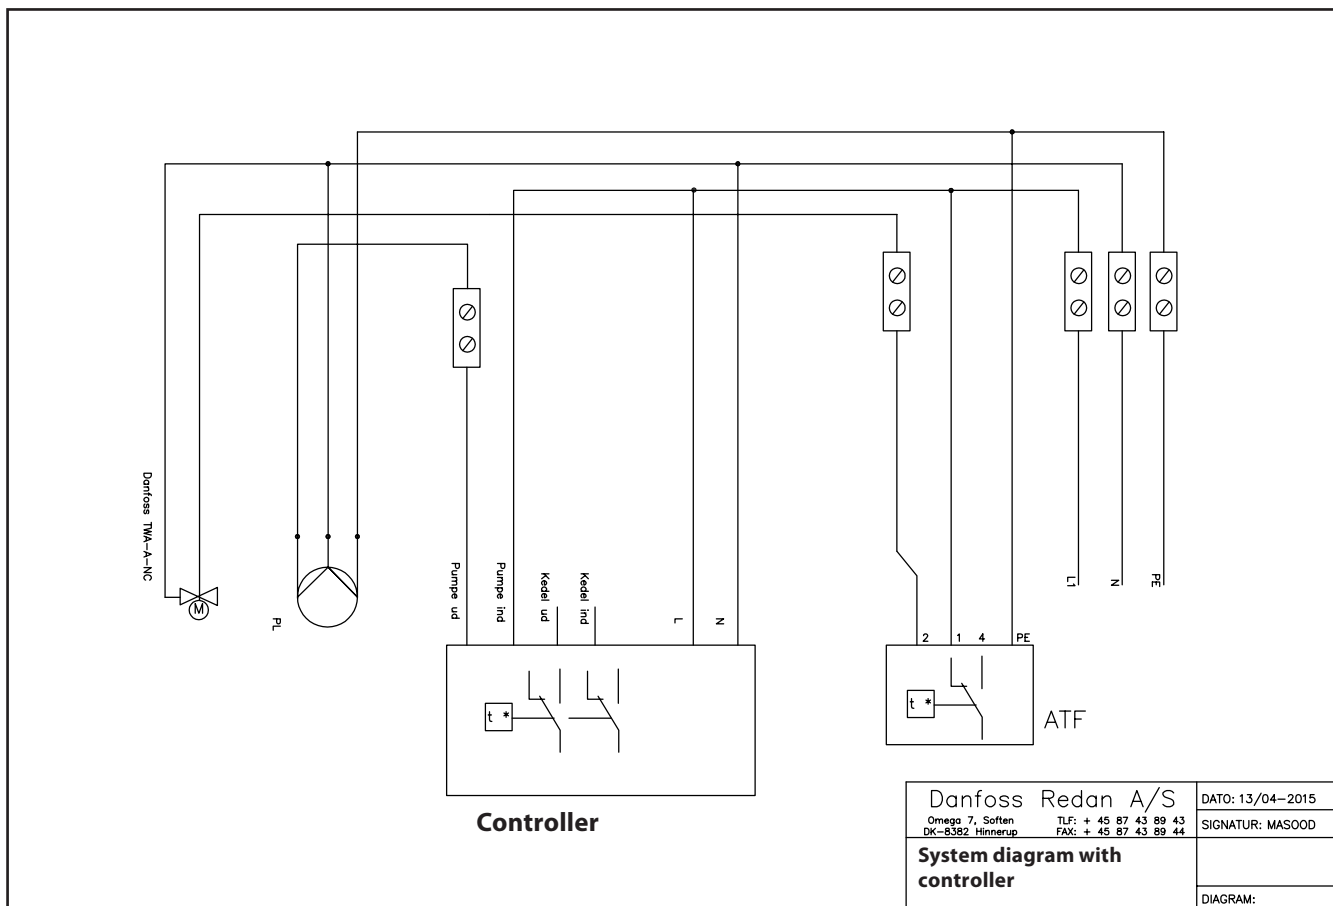 Danfoss TWA-A-NC
M
PL
Pumpe ud
Pumpe ind
Kedel ud
Kedel ind
L
N
L1
N
PE
2 1 4 PE
t *
t *
ATF
Controller
Danfoss Redan A/S
Omega 7, Soften TLF: + 45 87 43 89 43
DK-8382 Hinnerup FAX: + 45 87 43 89 44
DATO: 13/04-2015
SIGNATUR: MASOOD
System diagram with
controller
DIAGRAM: